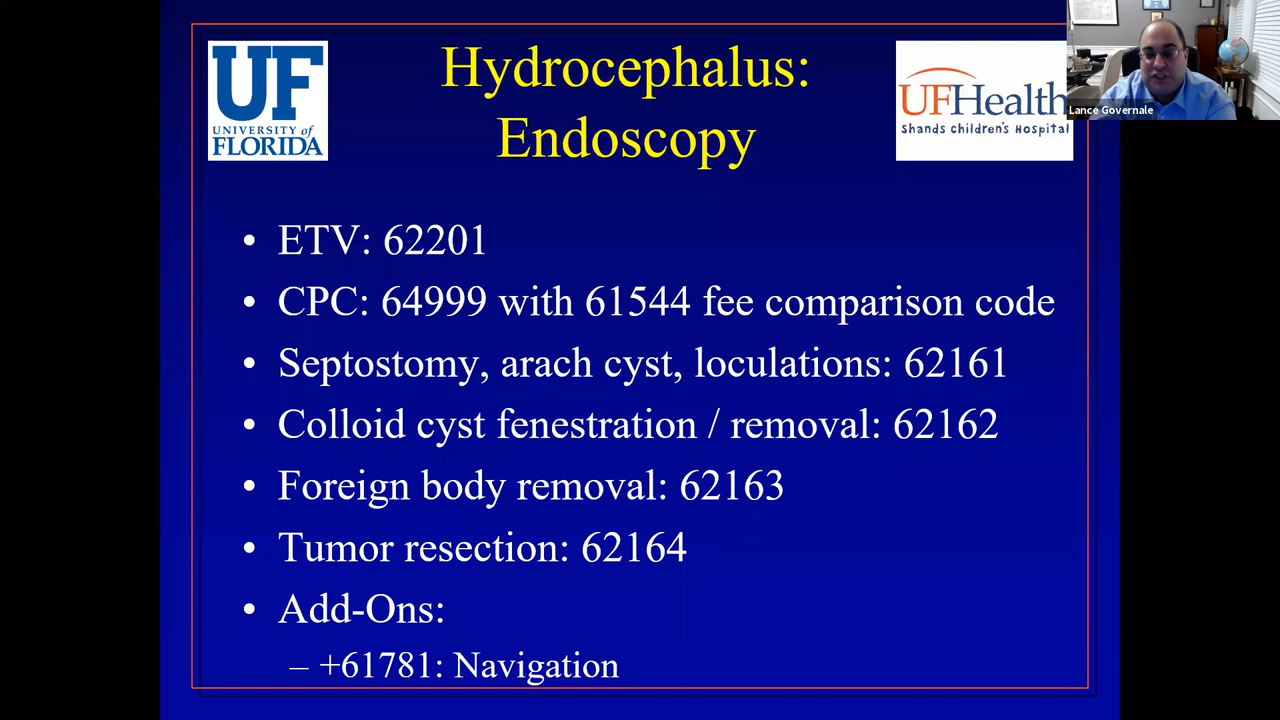 UF
UNIVERSITY of
FLORIDA
Hydrocephalus:
Endoscopy
UFHealth
Shands children's Hospital
Lance Governale
• ETV: 62201
• CPC: 64999 with 61544 fee comparison code
• Septostomy, arach cyst, loculations: 62161
• Colloid cyst fenestration / removal: 62162
• Foreign body removal: 62163
• Tumor resection: 62164
• Add-Ons:
– +61781: Navigation